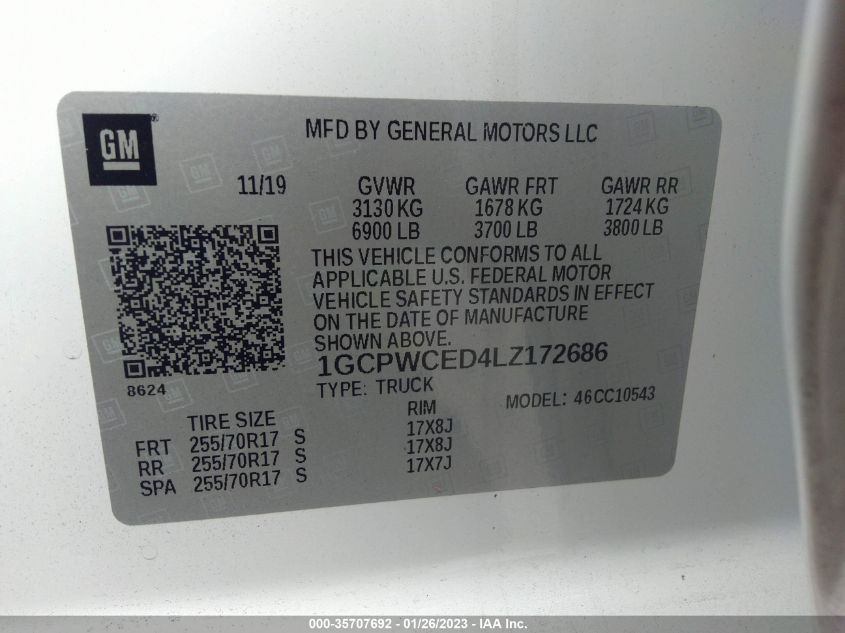 GM
MFD BY GENERAL MOTORS LLC
11/19 GVWR GAWR FRT GAWR RR
3130 KG 1678 KG 1724 KG
6900 LB 3700 LB 3800 LB
THIS VEHICLE CONFORMS TO ALL
APPLICABLE U.S. FEDERAL MOTOR
VEHICLE SAFETY STANDARDS IN EFFECT
ON THE DATE OF MANUFACTURE
SHOWN ABOVE.
1GCPWCED4LZ172686
8624
TYPE: TRUCK
MODEL: 46CC10543
TIRE SIZE RIM
FRT 255/70R17 S 17X8J
RR 255/70R17 S 17X8J
SPA 255/70R17 S 17X7J
000-35707692 - 01/26/2023 - IAA Inc.